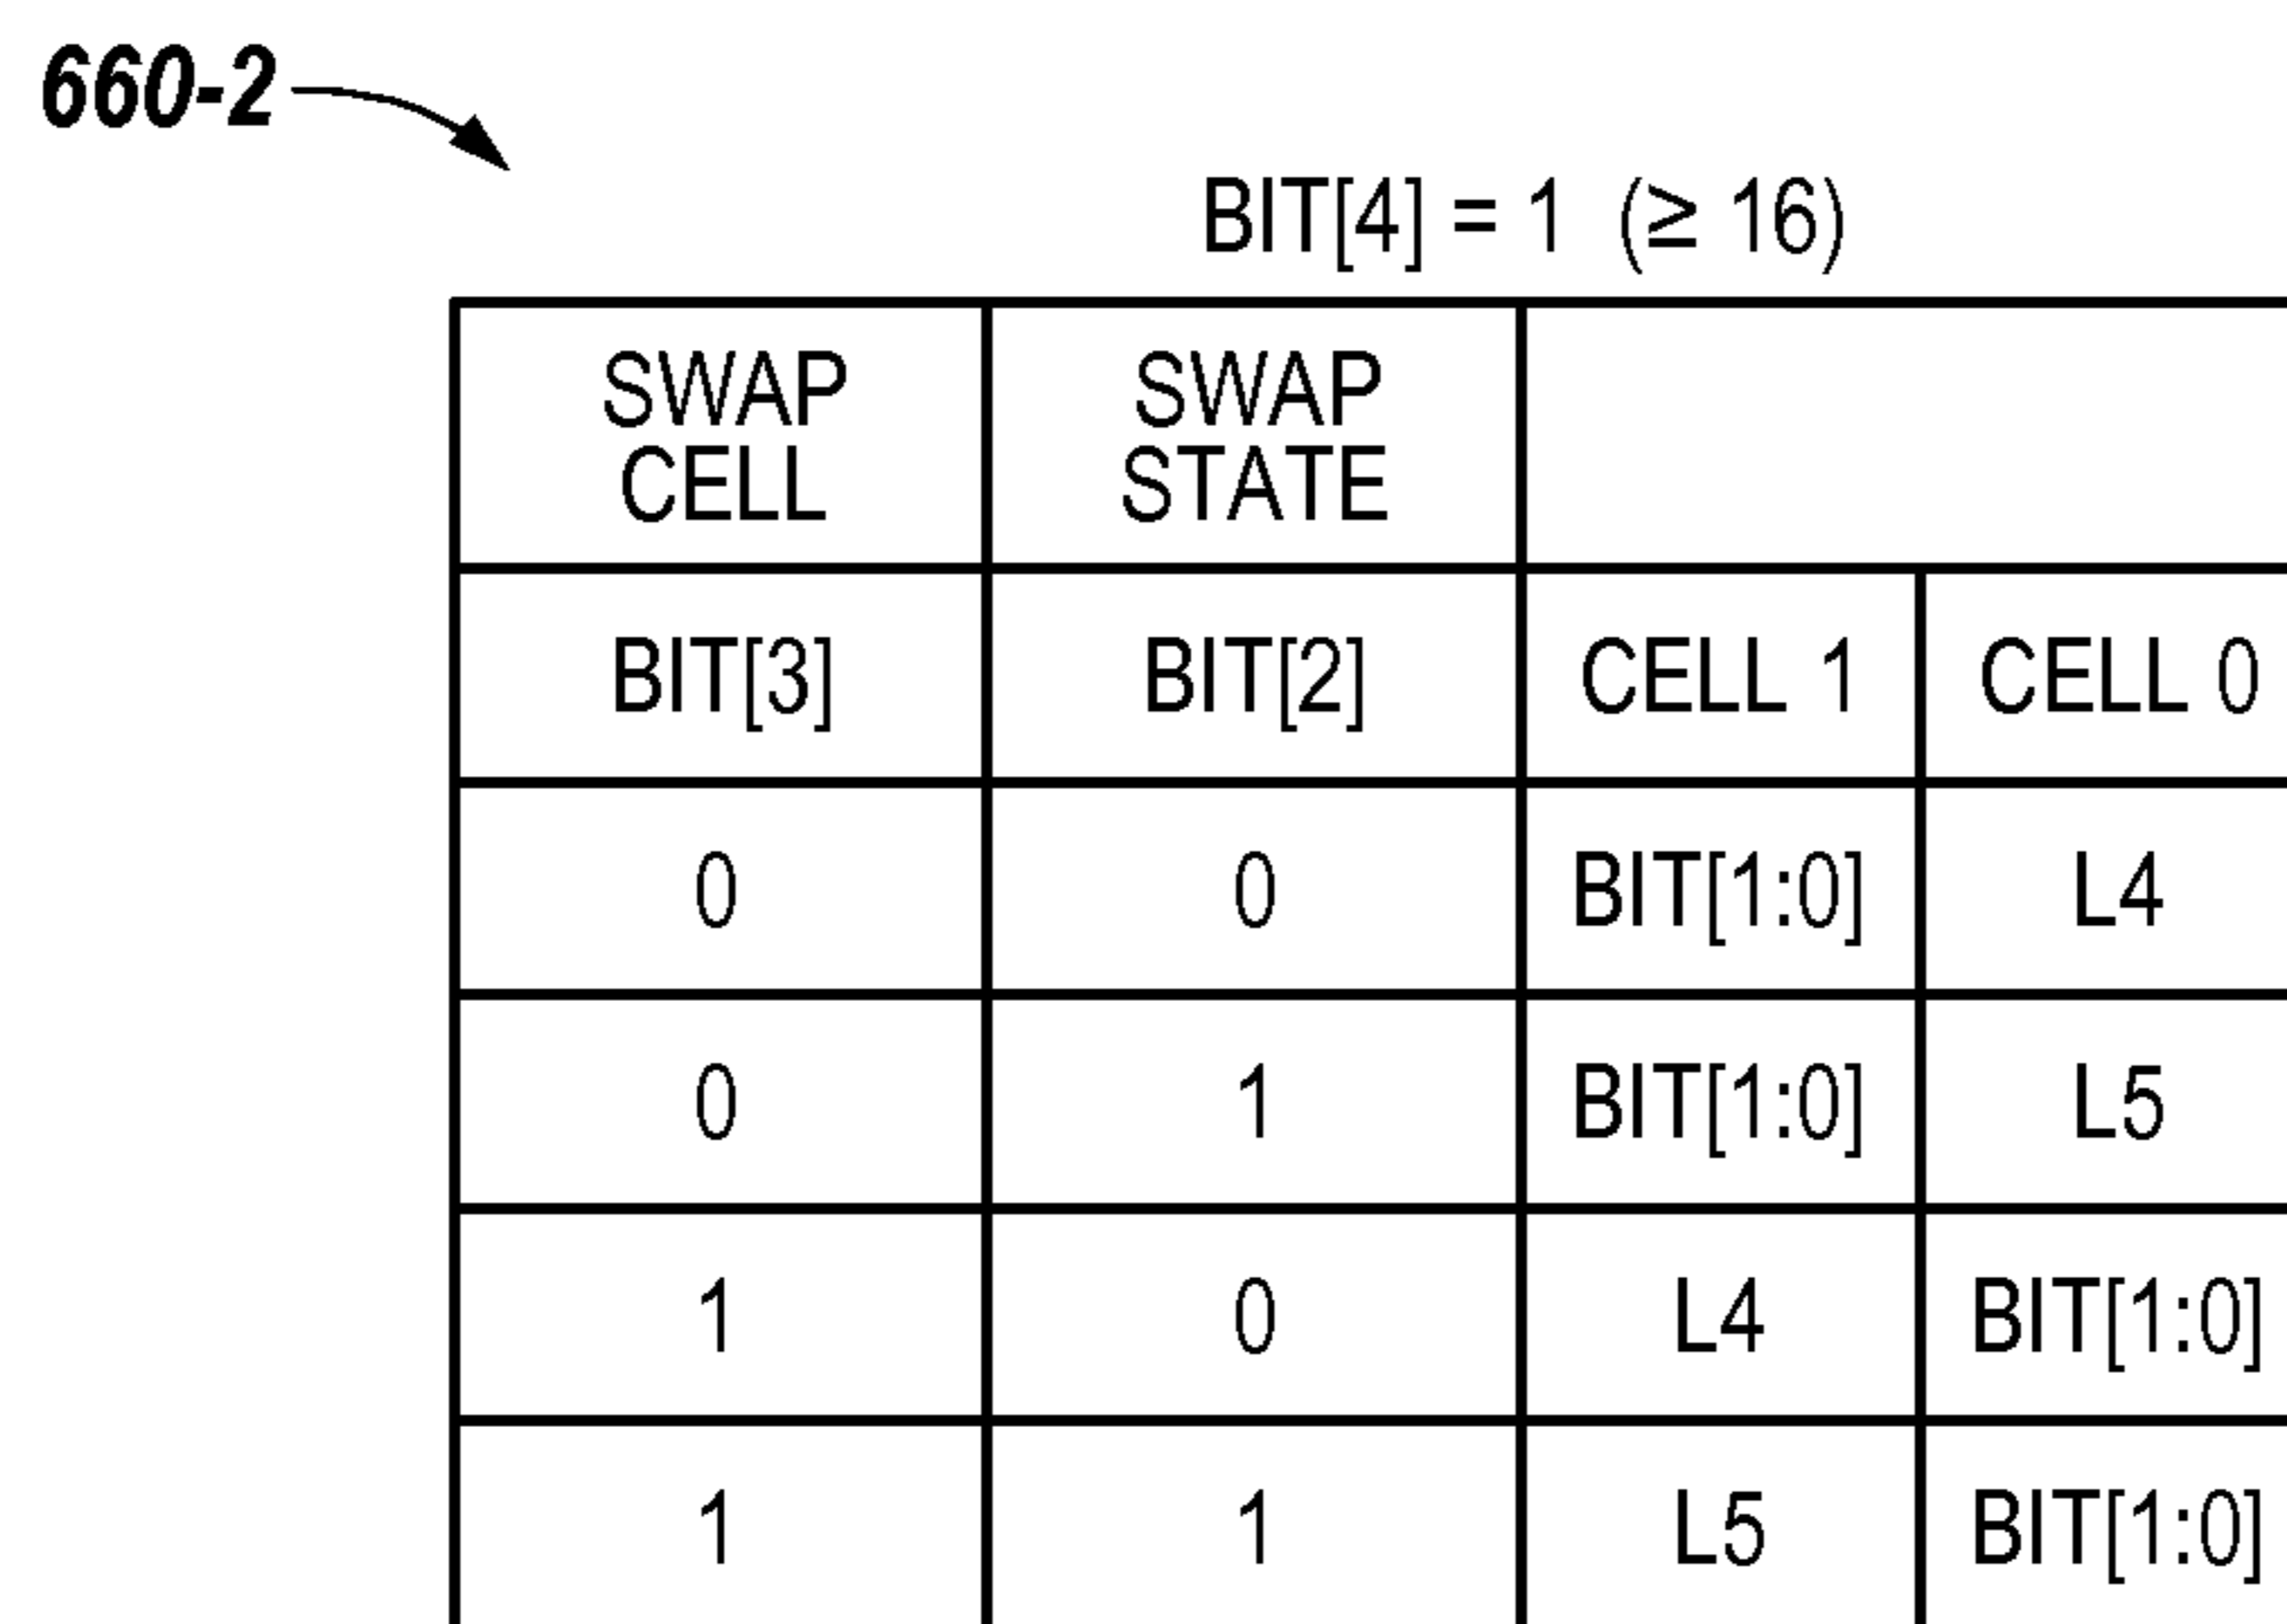 660-2
BIT[4] = 1 (≥ 16)
SWAP CELL SWAP STATE
BIT[3] BIT[2] CELL 1 CELL 0
0 0 BIT[1:0] L4
0 1 BIT[1:0] L5
1 0 L4 BIT[1:0]
1 1 L5 BIT[1:0]